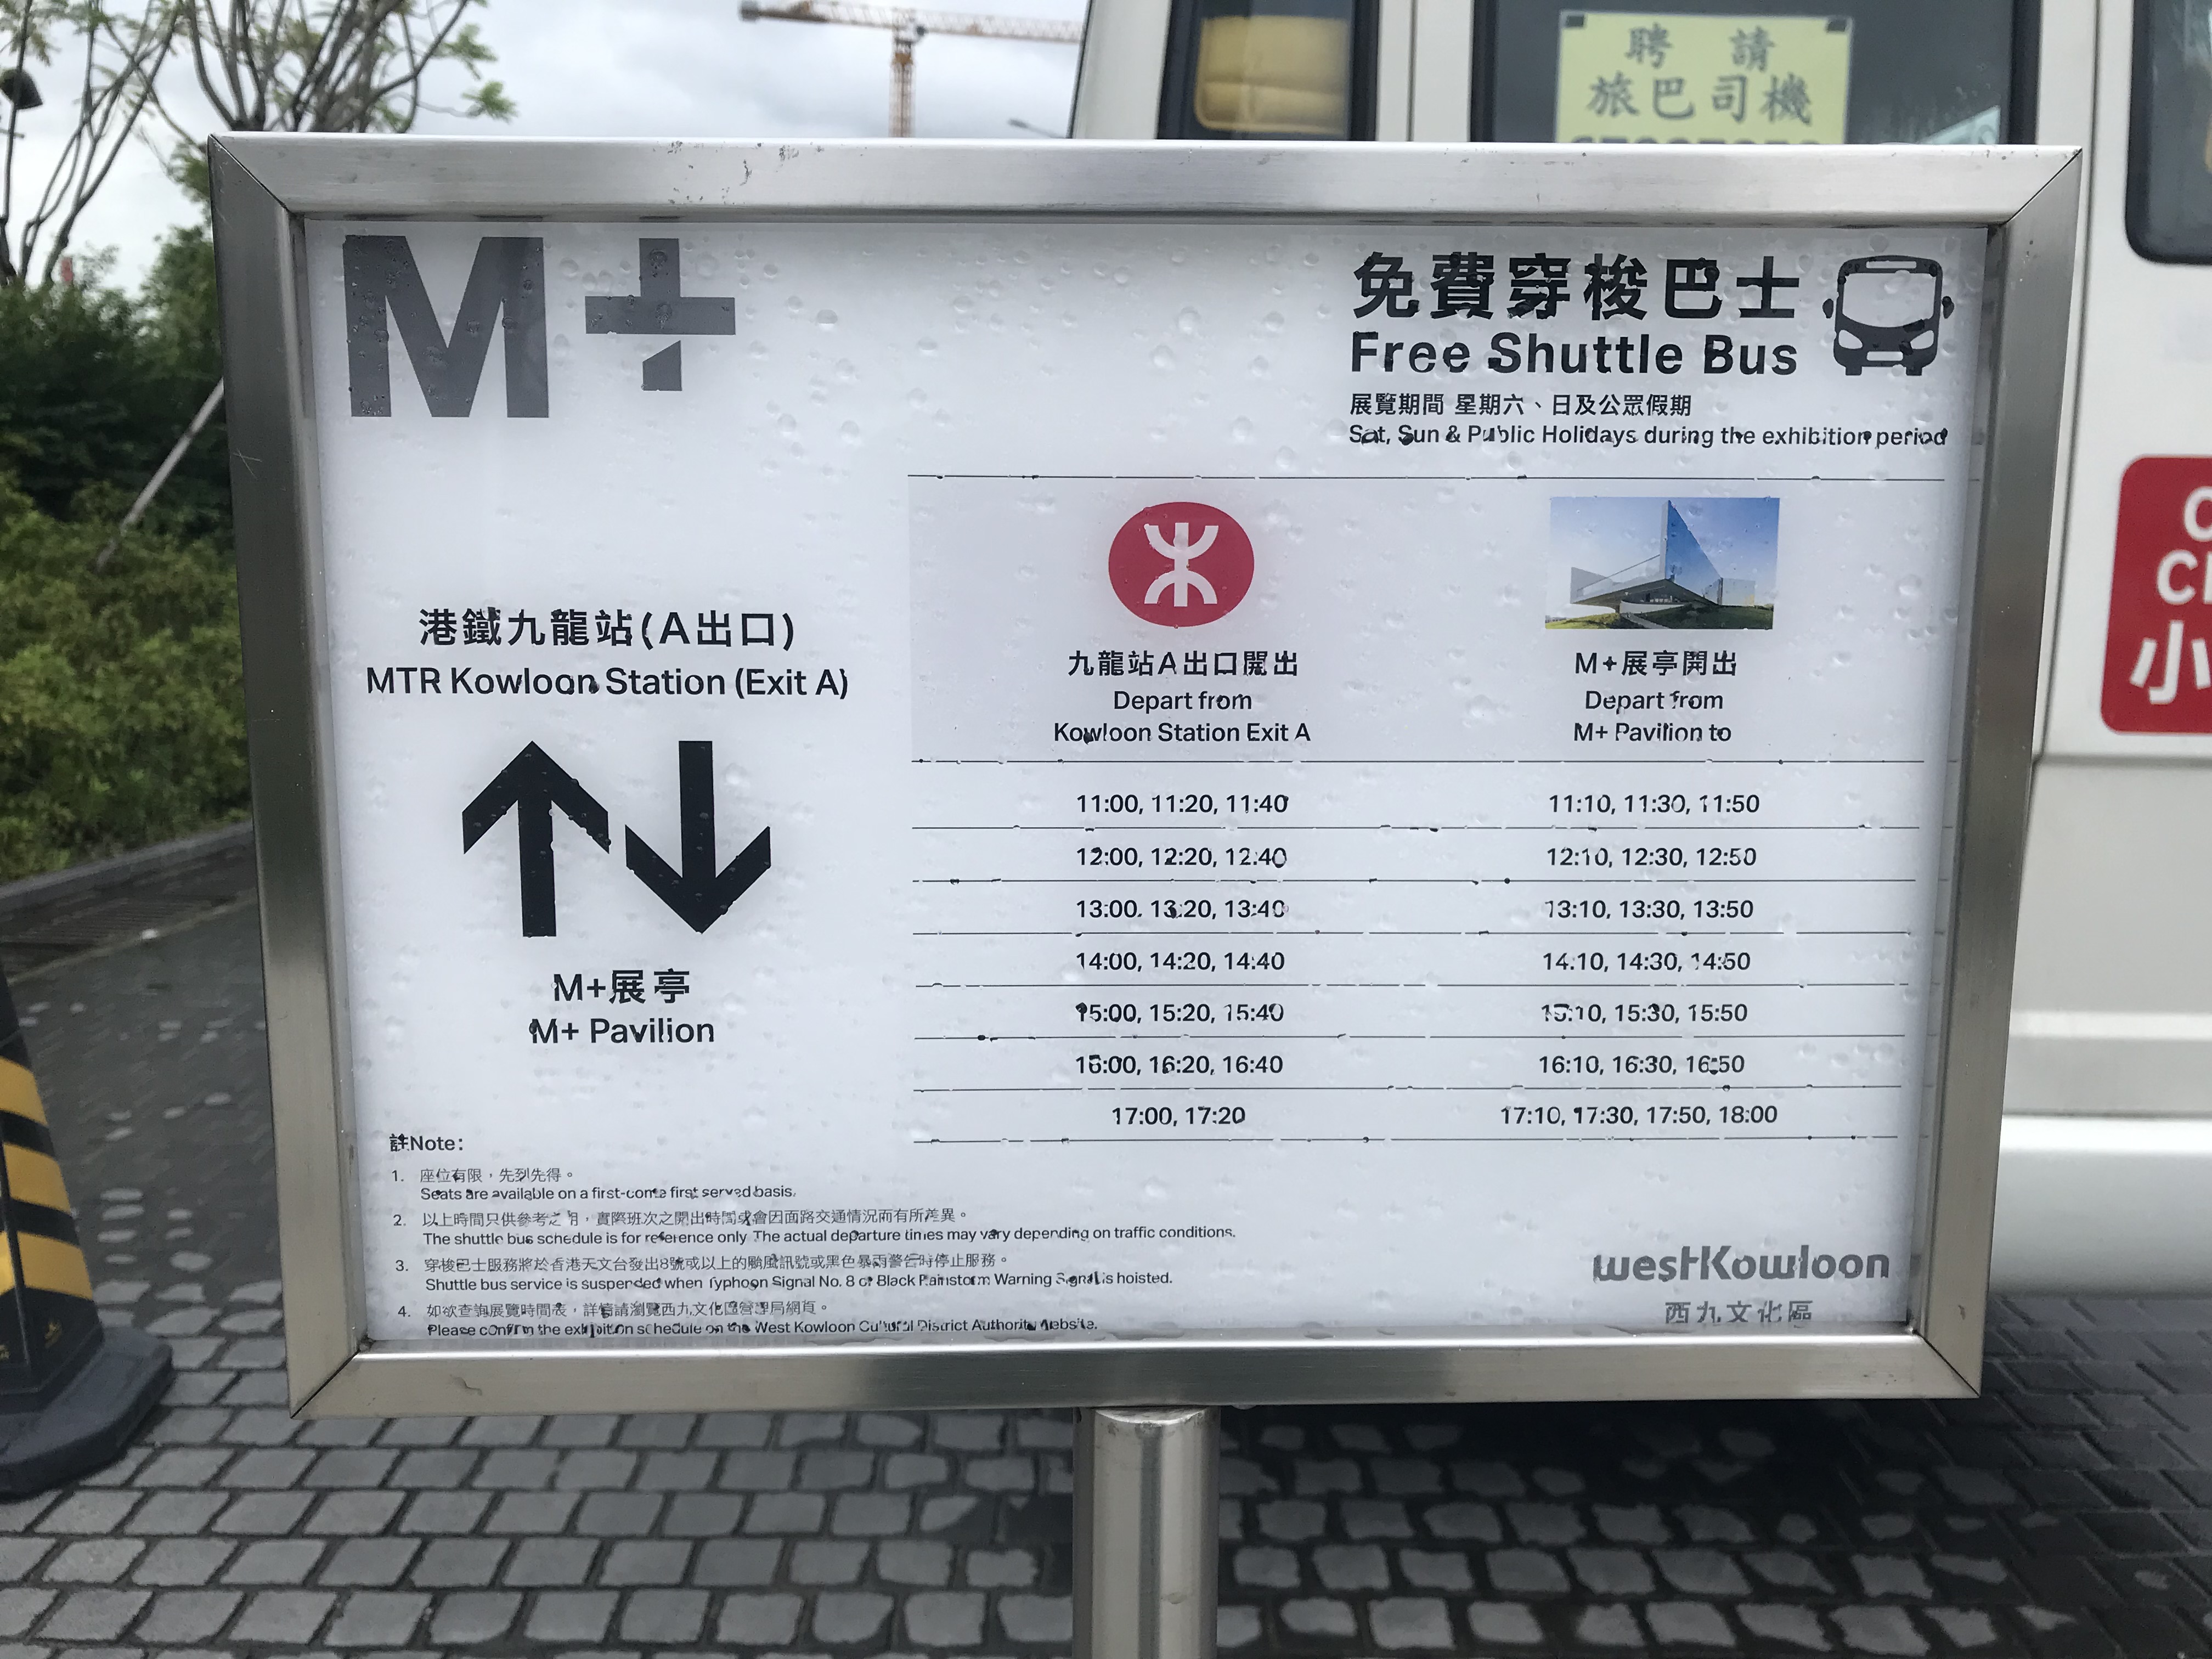 聘請
旅巴司機
M+
免費穿梭巴士
Free Shuttle Bus
展覽期間 星期六、日及公眾假期
Sat, Sun & Public Holidays during the exhibition period
港鐵九龍站(A出口)
MTR Kowloon Station (Exit A)
M+展亭
M+ Pavilion
九龍站A出口開出
Depart from
Kowloon Station Exit A
M+展亭開出
Depart from
M+ Pavilion to
11:00, 11:20, 11:40
11:10, 11:30, 11:50
12:00, 12:20, 12:40
12:10, 12:30, 12:50
13:00, 13:20, 13:40
13:10, 13:30, 13:50
14:00, 14:20, 14:40
14:10, 14:30, 14:50
15:00, 15:20, 15:40
15:10, 15:30, 15:50
16:00, 16:20, 16:40
16:10, 16:30, 16:50
17:00, 17:20
17:10, 17:30, 17:50, 18:00
註Note:
1. 座位有限，先到先得。
Seats are available on a first-come first served basis.
2. 以上時間只供參考之用，實際班次之開出時間或會因面路交通情況而有所差異。
The shuttle bus schedule is for reference only. The actual departure times may vary depending on traffic conditions.
3. 穿梭巴士服務將於香港天文台發出8號或以上的颱風訊號或黑色暴雨警告時停止服務。
Shuttle bus service is suspended when Typhoon Signal No. 8 or Black Rainstorm Warning Signal is hoisted.
4. 如欲查詢展覽時間表，詳情請瀏覽西九文化區管理局網頁。
Please confirm the exhibition schedule on the West Kowloon Cultural District Authority website.
westKowloon
西九文化區
小